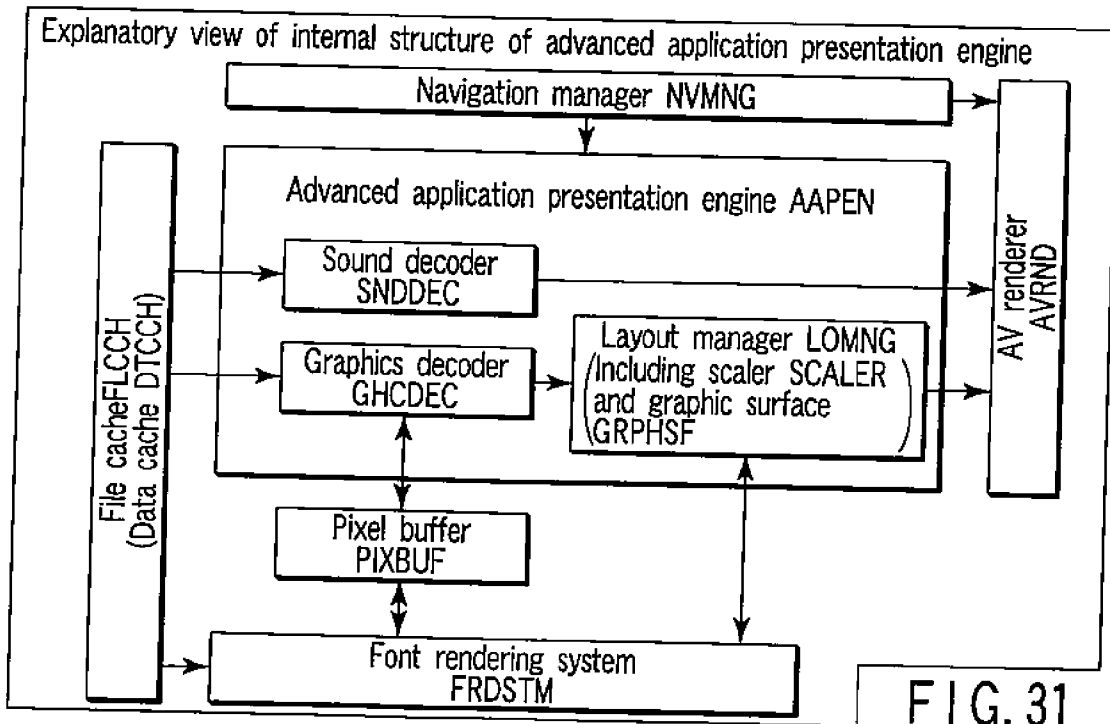 Explanatory view of internal structure of advanced application presentation engine
Navigation manager NVMNG
Advanced application presentation engine AAPEN
Sound decoder
SNDDEC
Graphics decoder
GHCDEC
Layout manager LOMNG
(Including scaler SCALER
and graphic surface
GRPHSF)
File cacheFLCCH
(Data cache DTCCH)
AV renderer
AVRND
Pixel buffer
PIXBUF
Font rendering system
FRDSTM
FIG. 31